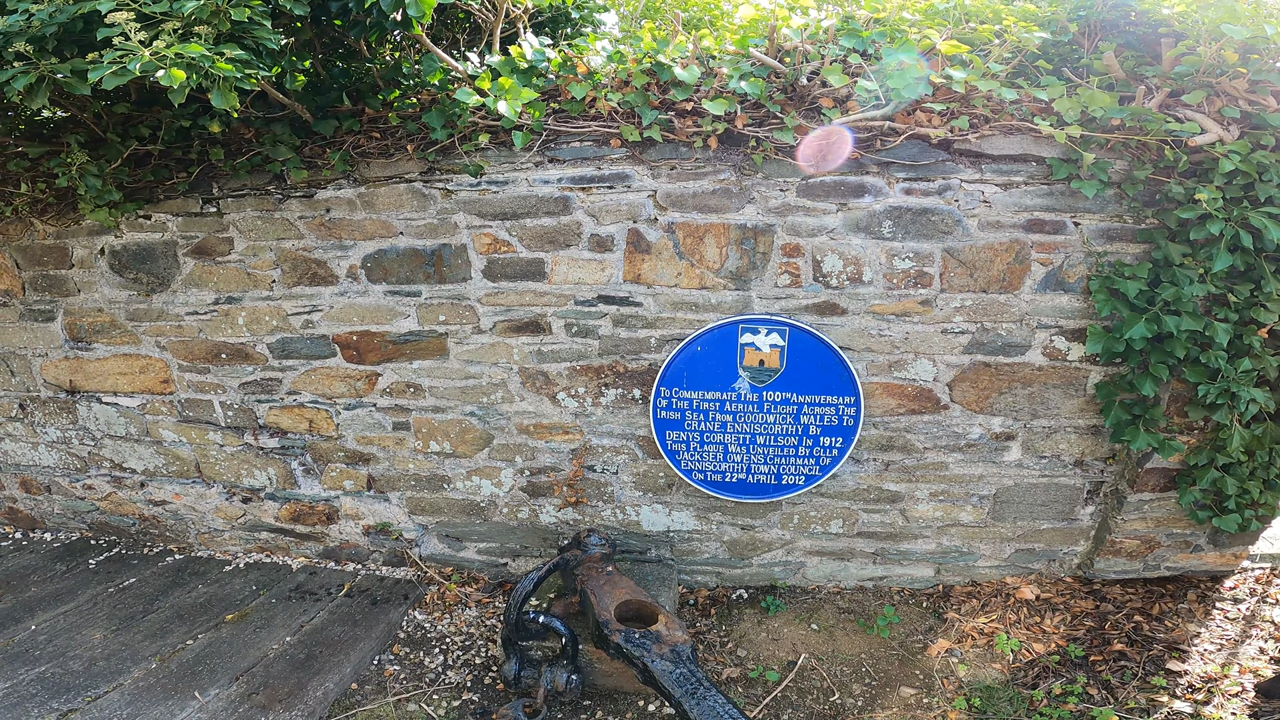 To Commemorate The 100th Anniversary
Of The First Aerial Flight Across The
Irish Sea From Goodwick, Wales To
Crane, Enniscorthy By
Denys Corbett-Wilson In 1912.
This Plaque Was Unveiled By Cllr
Jackser Owens Chairman Of
Enniscorthy Town Council
On The 22nd April 2012